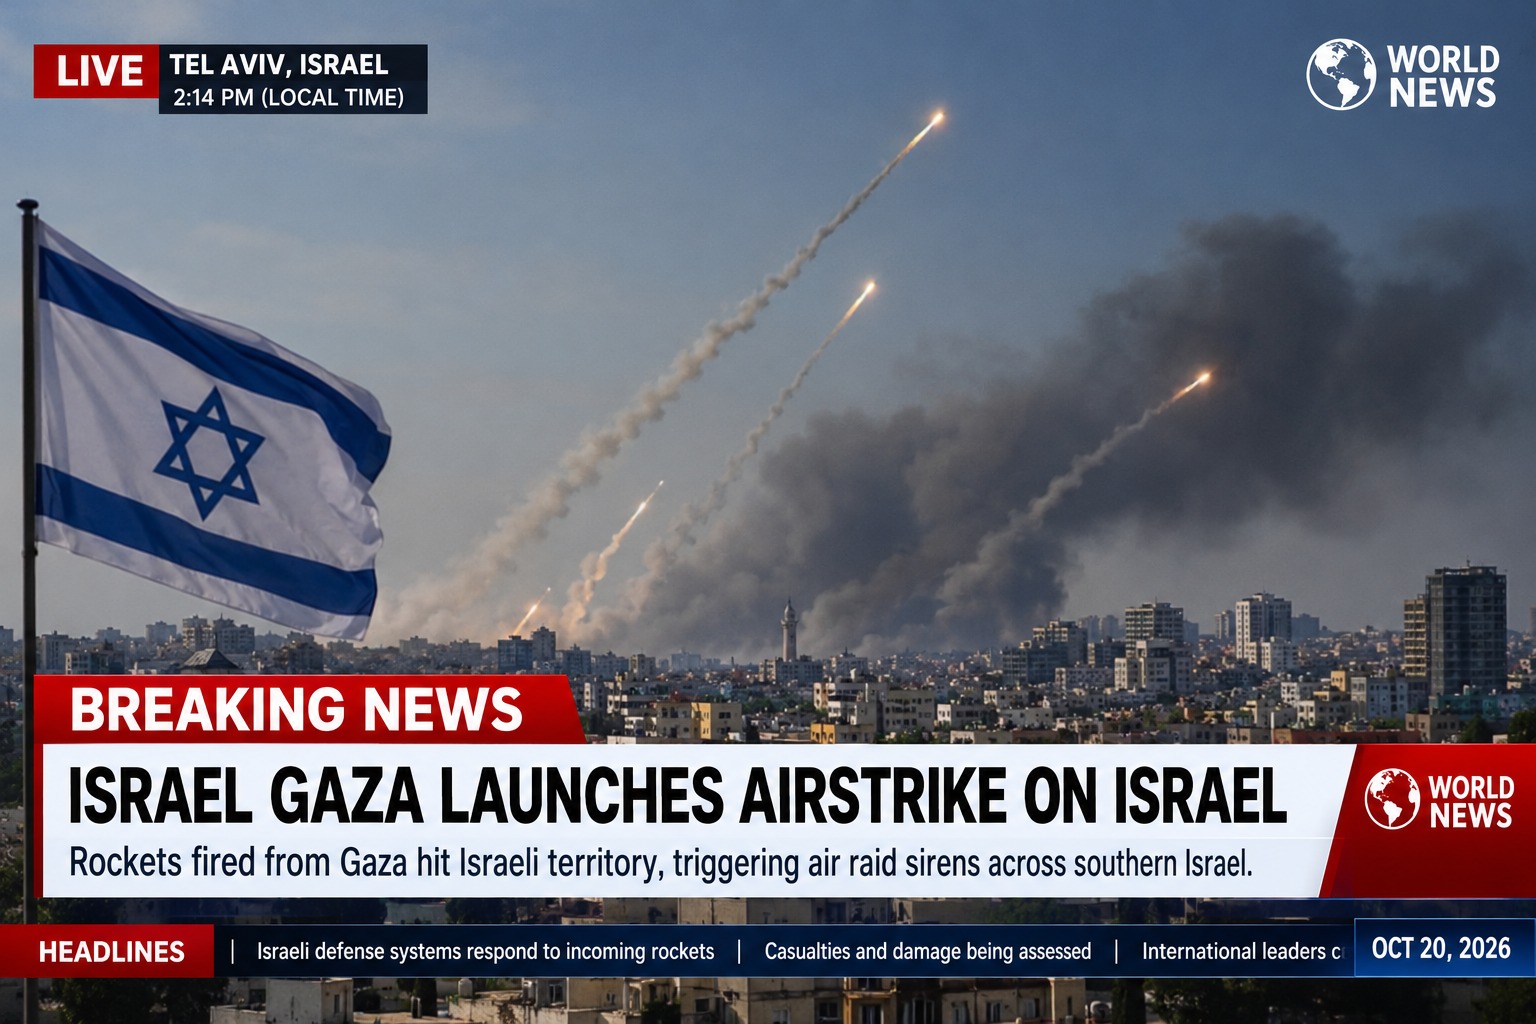 LIVE
TEL AVIV, ISRAEL
2:14 PM (LOCAL TIME)
WORLD
NEWS
BREAKING NEWS
ISRAEL GAZA LAUNCHES AIRSTRIKE ON ISRAEL
Rockets fired from Gaza hit Israeli territory, triggering air raid sirens across southern Israel.
WORLD
NEWS
HEADLINES | Israeli defense systems respond to incoming rockets | Casualties and damage being assessed | International leaders
OCT 20, 2026